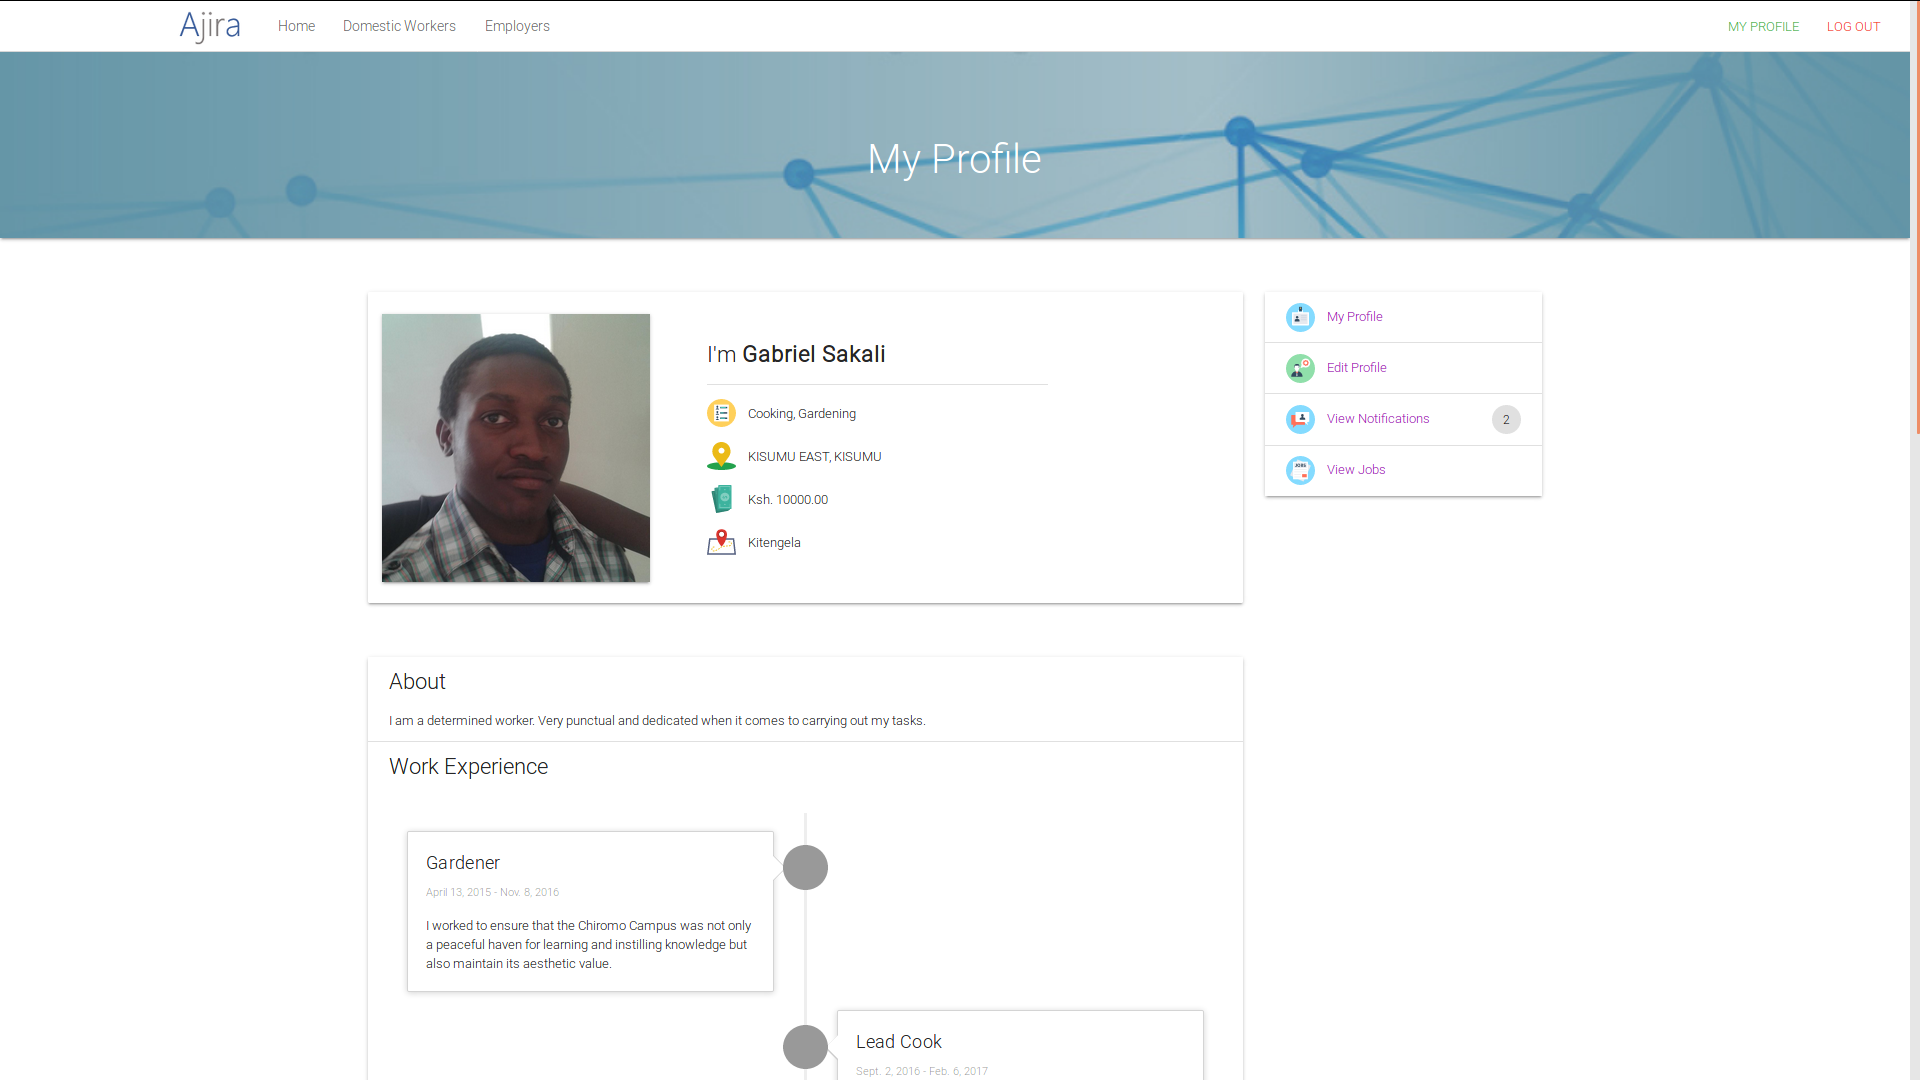 Ajira
Home
Domestic Workers
Employers
MY PROFILE
LOG OUT
My Profile
I'm Gabriel Sakali
Cooking, Gardening
KISUMU EAST, KISUMU
Ksh. 10000.00
Kitengela
My Profile
Edit Profile
View Notifications
2
JOBS
View Jobs
About
I am a determined worker. Very punctual and dedicated when it comes to carrying out my tasks.
Work Experience
Gardener
April 13, 2015 - Nov. 8, 2016
I worked to ensure that the Chiromo Campus was not only
a peaceful haven for learning and instilling knowledge but
also maintain its aesthetic value.
Lead Cook
Sept. 2, 2016 - Feb. 6, 2017